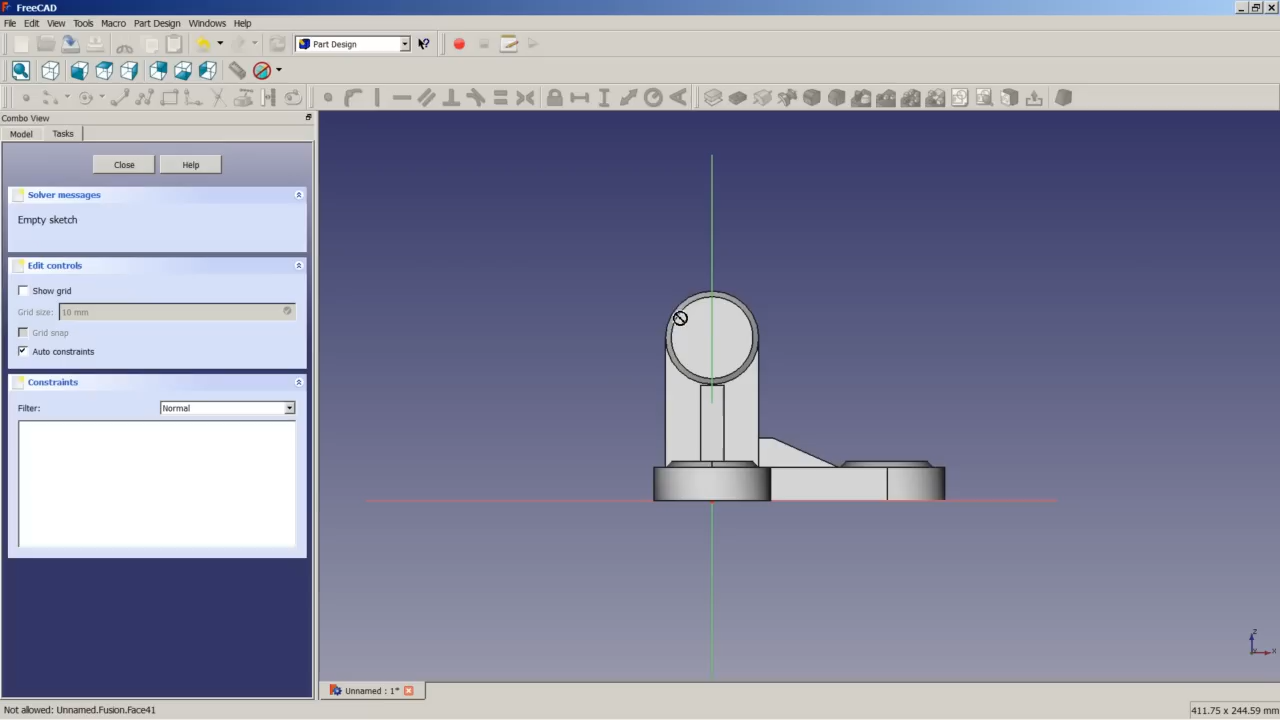 FreeCAD
File Edit View Tools Macro Part Design Windows Help
Part Design
Combo View
Model Tasks
Close Help
Solver messages
Empty sketch
Edit controls
Show grid
Grid size: 10 mm
Grid snap
Auto constraints
Constraints
Filter: Normal
z
x
Unnamed : 1*
Not allowed: Unnamed.Fusion.Face41
411.75 x 244.59 mm